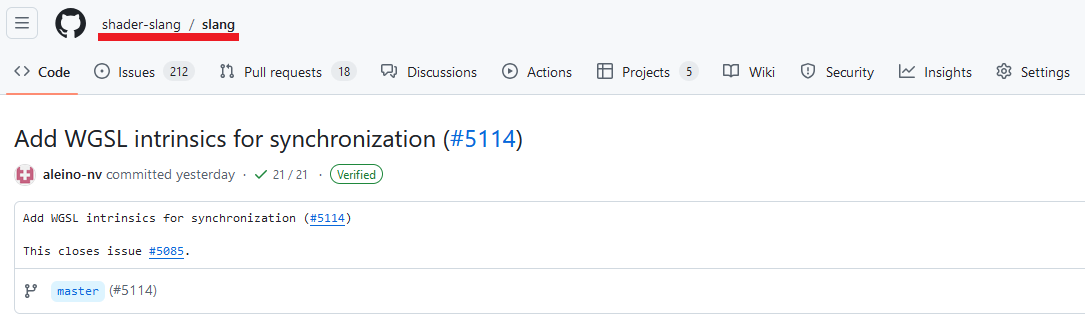 shader-slang / slang
Code Issues 212 Pull requests 18 Discussions Actions Projects 5 Wiki Security Insights Settings
Add WGSL intrinsics for synchronization (#5114)
aleino-nv committed yesterday · 21 / 21 · Verified
Add WGSL intrinsics for synchronization (#5114)
This closes issue #5085.
master (#5114)